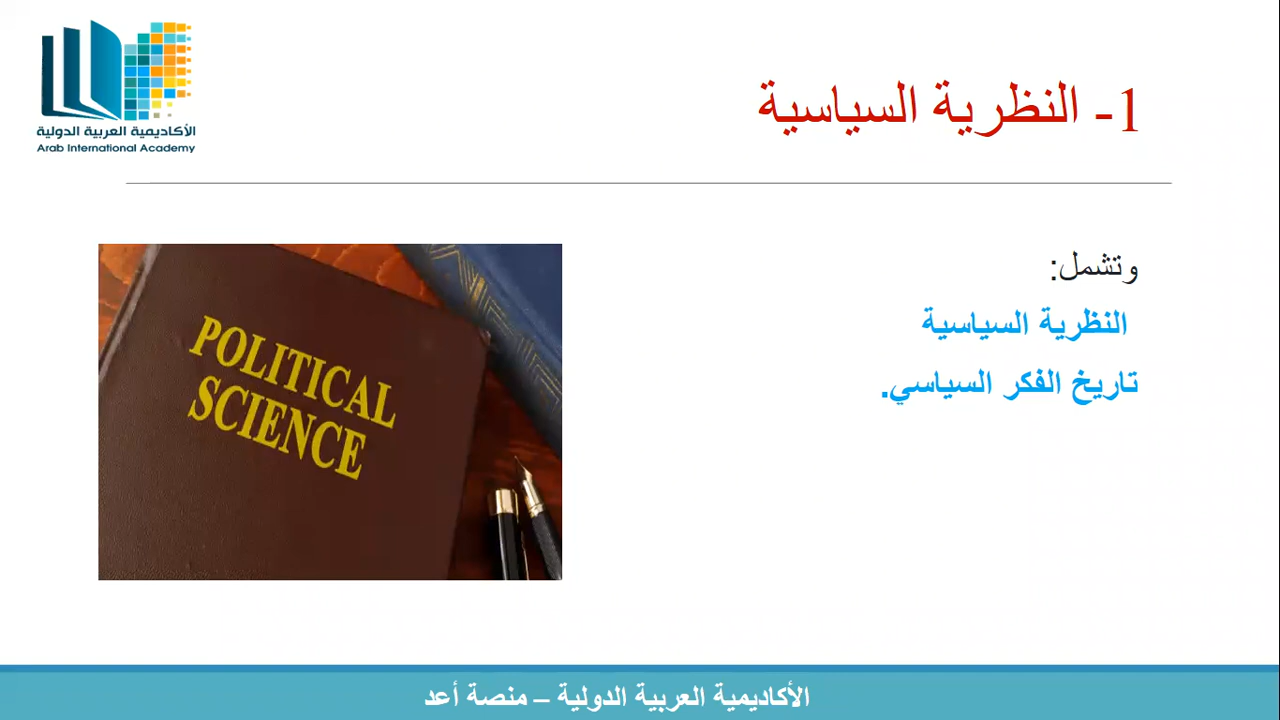 الأكاديمية العربية الدولية
Arab International Academy
1- النظرية السياسية
وتشمل:
النظرية السياسية
تاريخ الفكر السياسي.
POLITICAL
SCIENCE
الأكاديمية العربية الدولية – منصة أعد